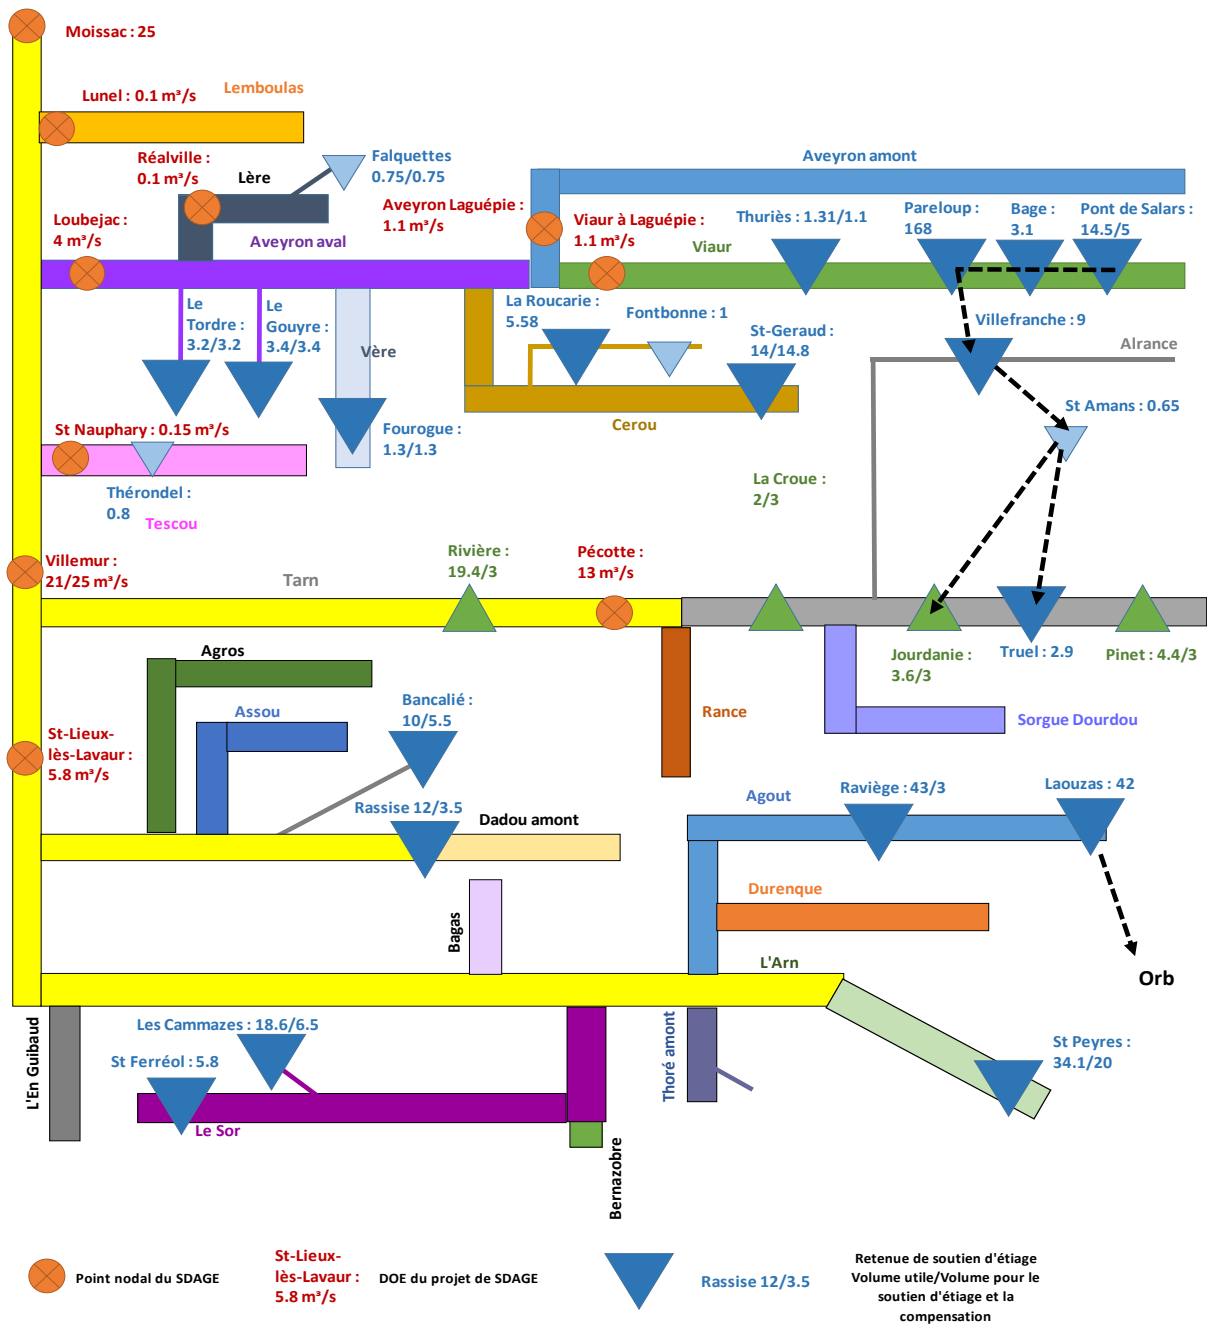 Moissac : 25
Lunel : 0.1 m³/s
Lemboulas
Réalville :
0.1 m³/s
Lère
Falquettes
0.75/0.75
Aveyron amont
Loubejac :
4 m³/s
Aveyron aval
Aveyron Laguépie :
1.1 m³/s
Viaur à Laguépie :
1.1 m³/s
Viaur
Thuriès : 1.31/1.1
Pareloup :
168
Bage :
3.1
Pont de Salars :
14.5/5
Le
Tordre :
3.2/3.2
Le
Gouyre :
3.4/3.4
Vère
La Roucarie :
5.58
Fontbonne : 1
St-Geraud :
14/14.8
Villefranche : 9
Alrance
St Amans : 0.65
Cerou
Fourogue :
1.3/1.3
St Nauphary : 0.15 m³/s
Thérondel :
0.8
Tescou
La Croue :
2/3
Villemur :
21/25 m³/s
Tarn
Rivière :
19.4/3
Pécotte :
13 m³/s
Jourdanie :
3.6/3
Truel : 2.9
Pinet : 4.4/3
Agros
Assou
Bancalié :
10/5.5
Rance
Sorgue Dourdou
St-Lieux-
lès-Lavaur :
5.8 m³/s
Rassise 12/3.5
Dadou amont
Agout
Raviège : 43/3
Laouzas : 42
Durenque
Bagas
L'Arn
Orb
L'En Guibaud
Les Cammazes : 18.6/6.5
St Ferréol : 5.8
Le Sor
Bernazobre
Thoré amont
St Peyres :
34.1/20
Point nodal du SDAGE
St-Lieux-
lès-Lavaur :
5.8 m³/s
DOE du projet de SDAGE
Rassise 12/3.5
Retenue de soutien d'étiage
Volume utile/Volume pour le
soutien d'étiage et la
compensation